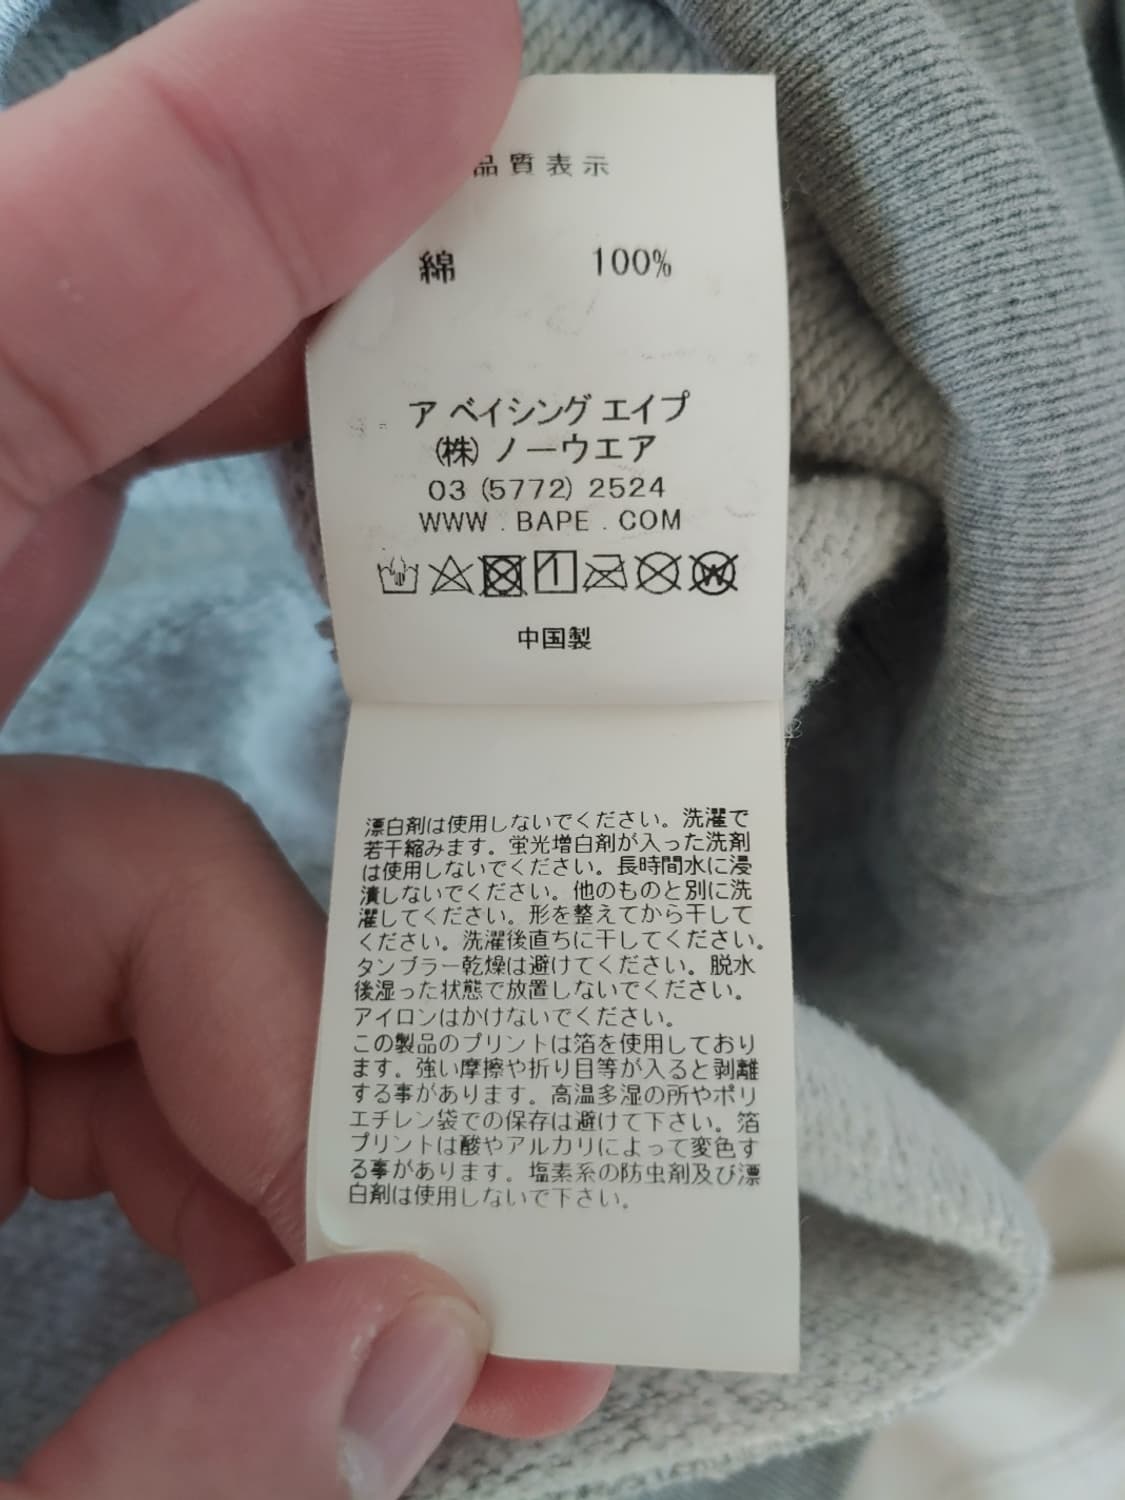 品質表示
綿 100%
ア ベイシング エイプ
(株) ノーウエア
03 (5772) 2524
WWW . BAPE . COM
中国製
漂白剤は使用しないでください。洗濯で
若干縮みます。蛍光増白剤が入った洗剤
は使用しないでください。長時間水に浸
漬しないでください。他のものと別に洗
濯してください。形を整えてから干して
ください。洗濯後直ちに干してください。
タンブラー乾燥は避けてください。脱水
後湿った状態で放置しないでください。
アイロンはかけないでください。
この製品のプリントは箔を使用しており
ます。強い摩擦や折り目等が入ると剥離
する事があります。高温多湿の所やポリ
エチレン袋での保存は避けて下さい。箔
プリントは酸やアルカリによって変色す
る事があります。塩素系の防虫剤及び漂
白剤は使用しないで下さい。